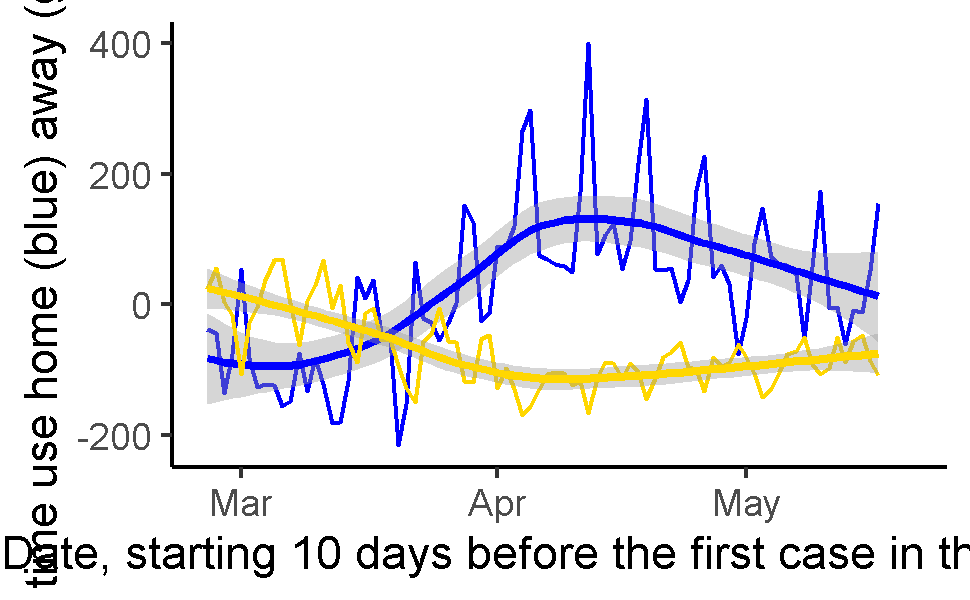 time use home (blue) away (
400
200
0
-200
Mar Apr May
Date, starting 10 days before the first case in th